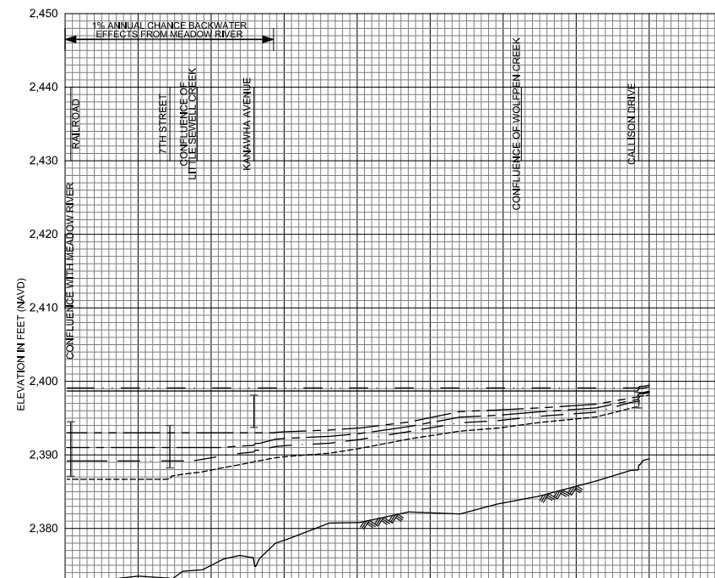 2,450
1% ANNUAL CHANCE BACKWATER
EFFECTS FROM MEADOW RIVER
2,440
RAILROAD
7TH STREET
CONFLUENCE OF
LITTLE SEWELL CREEK
KANAWHA AVENUE
CONFLUENCE OF WOLFPEN CREEK
CALLISON DRIVE
2,430
CONFLUENCE WITH MEADOW RIVER
2,420
2,410
ELEVATION IN FEET (NAVD)
2,400
2,390
2,380